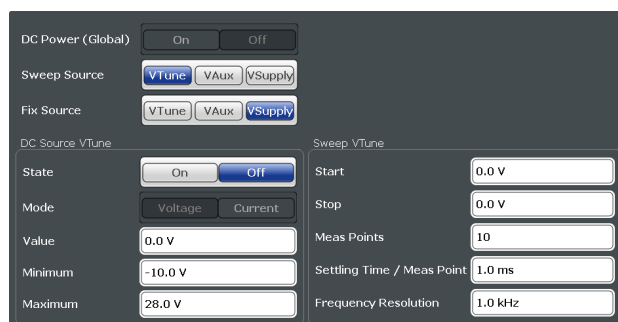 DC Power (Global) On Off
Sweep Source VTune VAux VSupply
Fix Source VTune VAux VSupply
DC Source VTune
State On Off
Mode Voltage Current
Value 0.0 V
Minimum -10.0 V
Maximum 28.0 V
Sweep VTune
Start 0.0 V
Stop 0.0 V
Meas Points 10
Settling Time / Meas Point 1.0 ms
Frequency Resolution 1.0 kHz